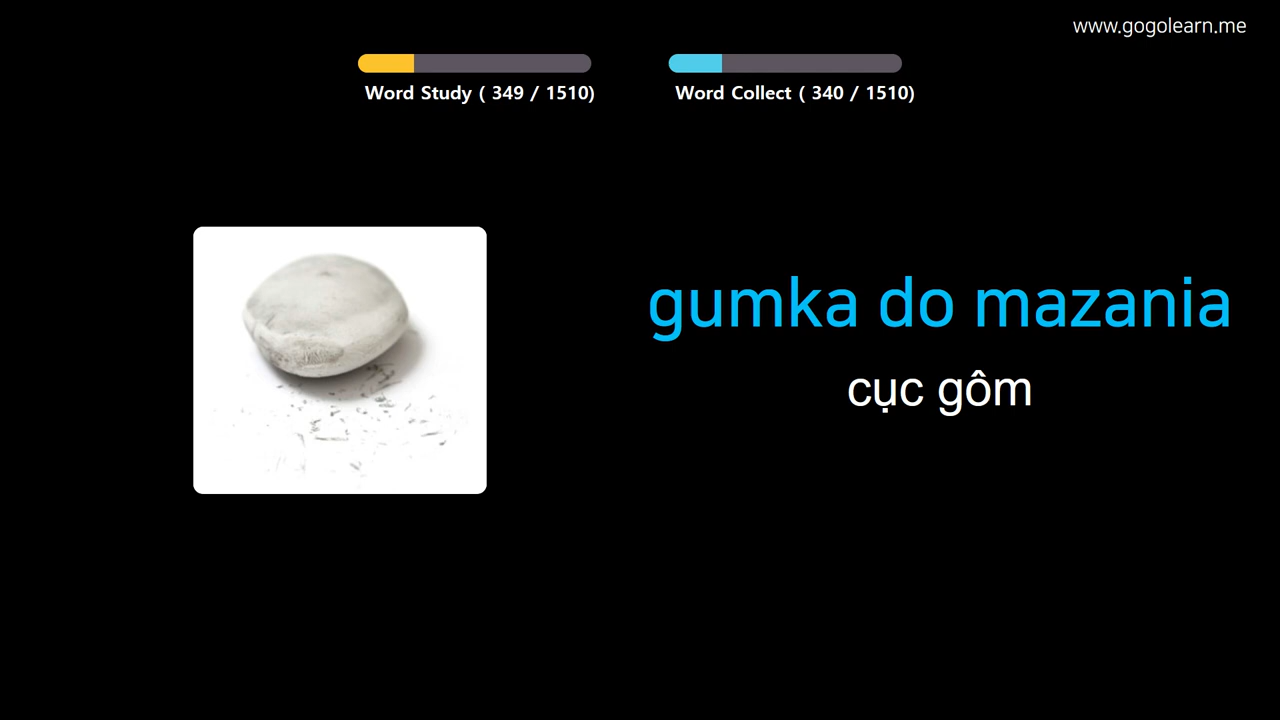 www.gogolearn.me
Word Study ( 349 / 1510)
Word Collect ( 340 / 1510)
gumka do mazania
cục gôm